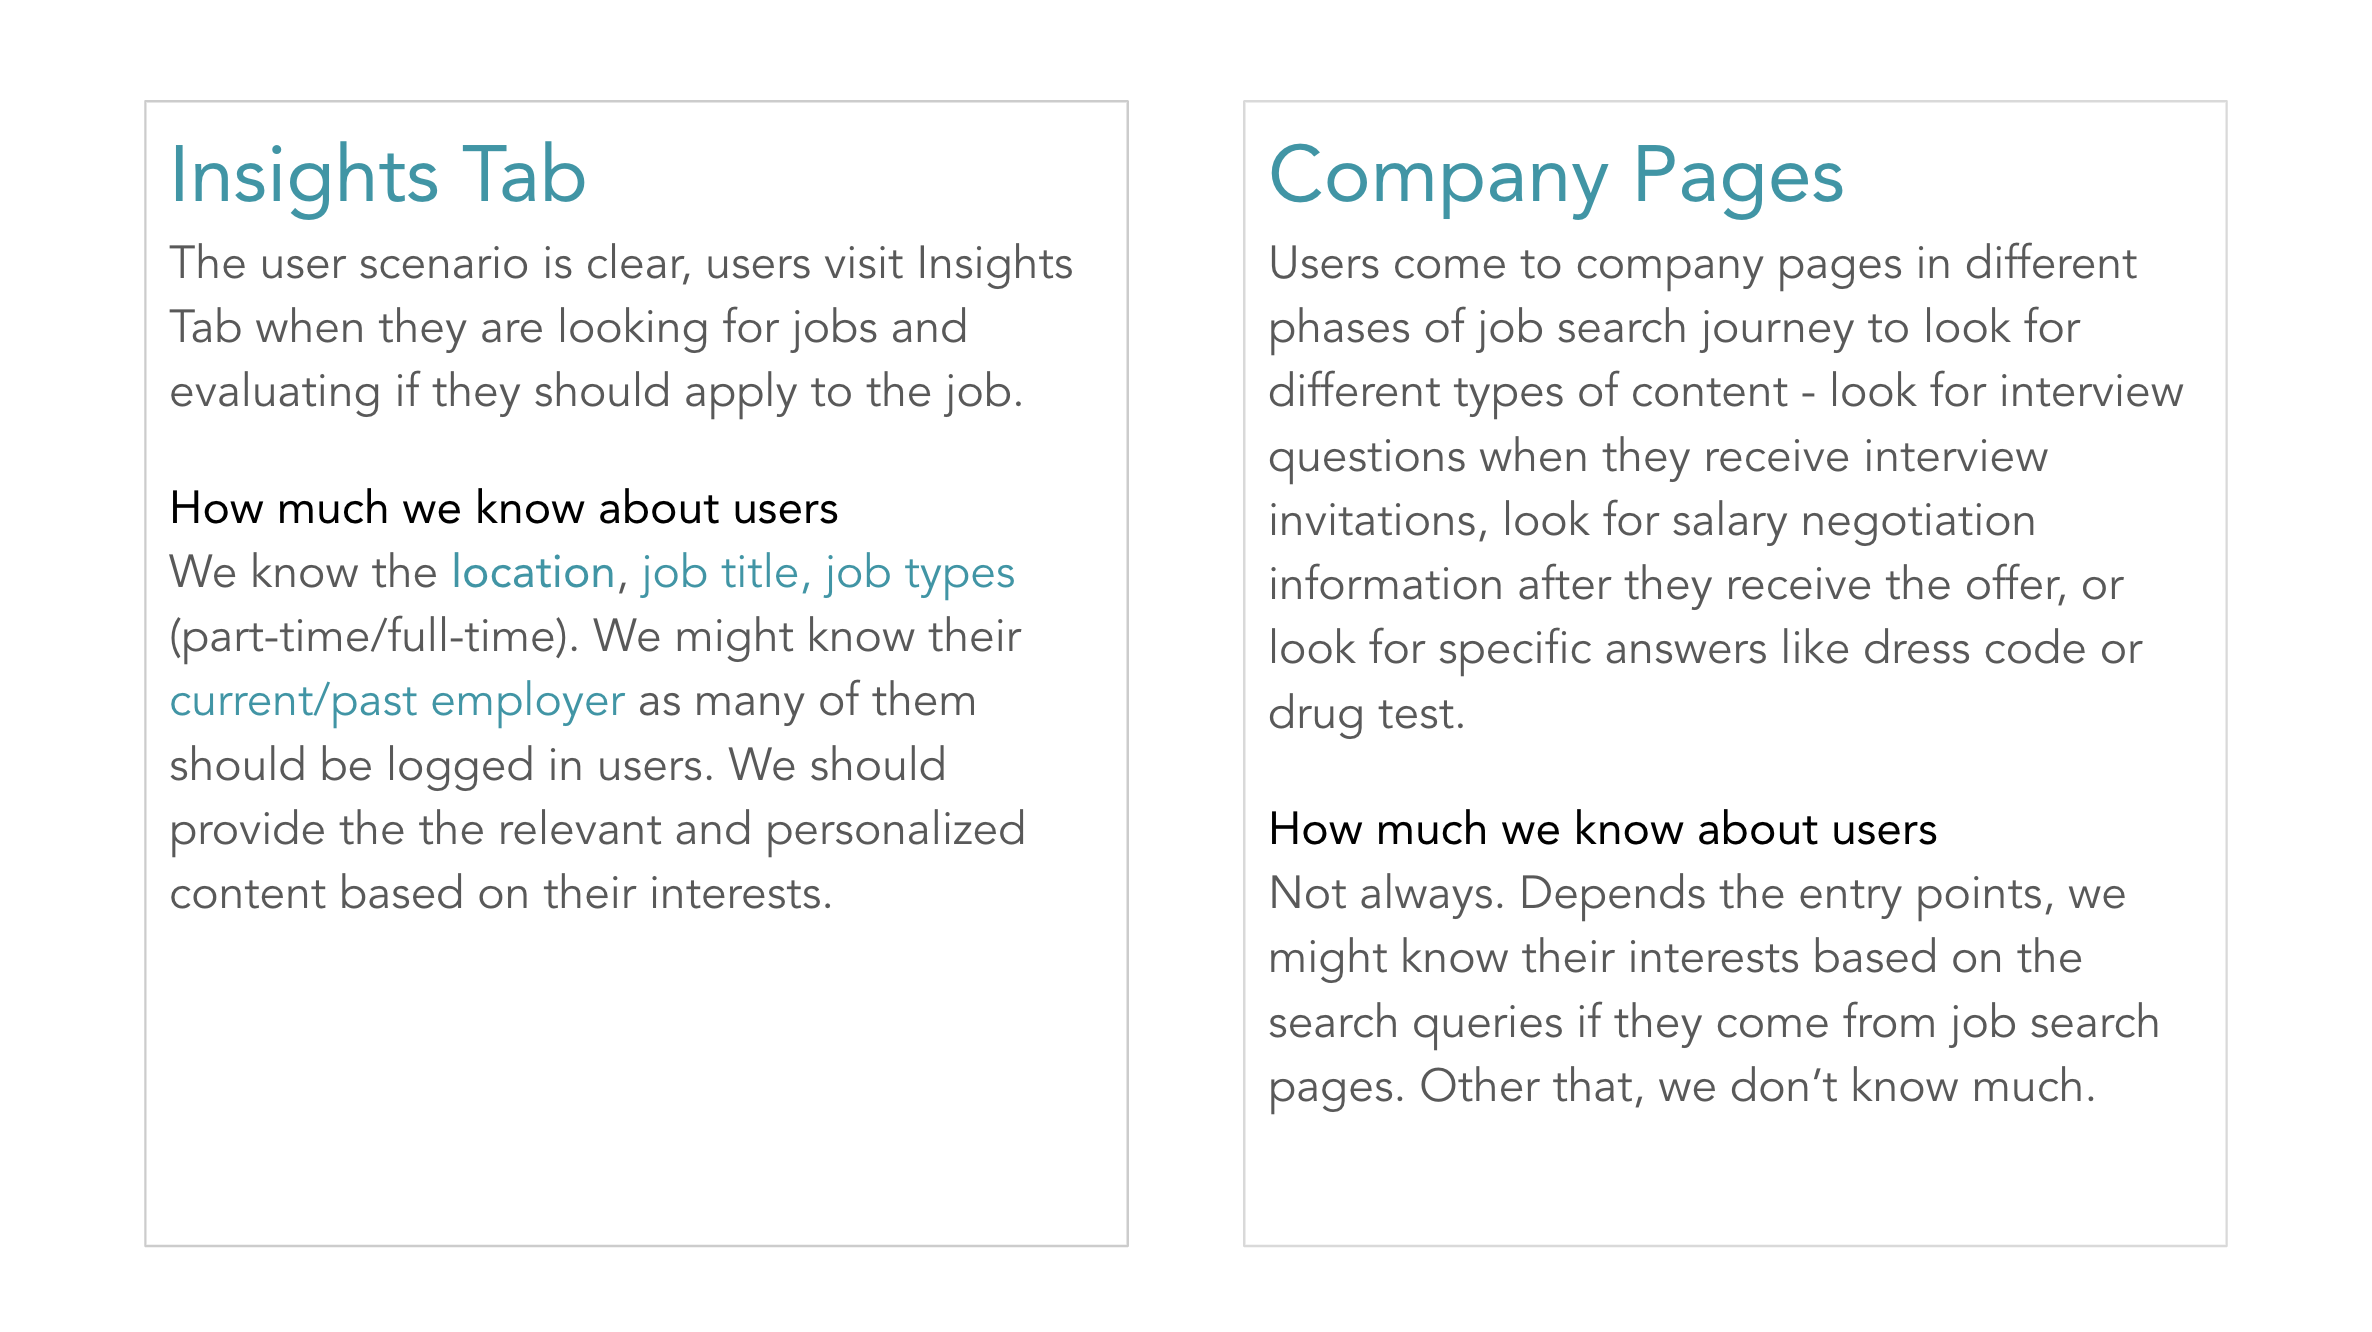 Insights Tab
The user scenario is clear, users visit Insights
Tab when they are looking for jobs and
evaluating if they should apply to the job.
How much we know about users
We know the location, job title, job types
(part-time/full-time). We might know their
current/past employer as many of them
should be logged in users. We should
provide the the relevant and personalized
content based on their interests.
Company Pages
Users come to company pages in different
phases of job search journey to look for
different types of content - look for interview
questions when they receive interview
invitations, look for salary negotiation
information after they receive the offer, or
look for specific answers like dress code or
drug test.
How much we know about users
Not always. Depends the entry points, we
might know their interests based on the
search queries if they come from job search
pages. Other that, we don’t know much.